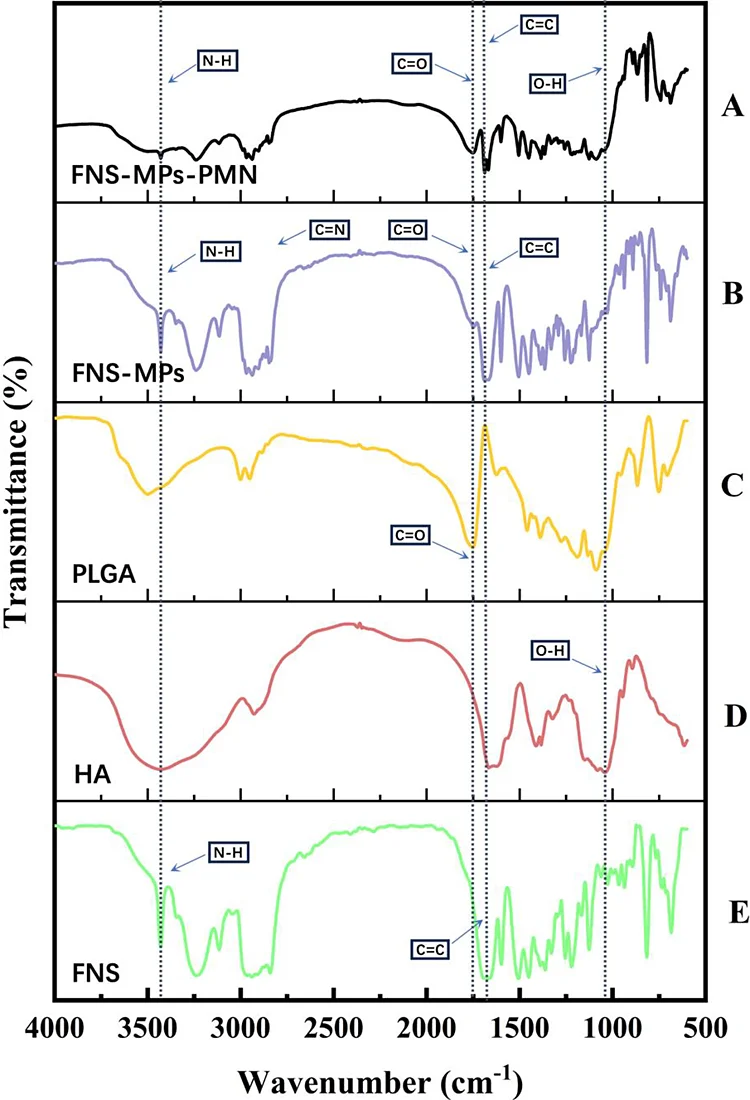 C=C
N-H
C=O
O-H
A
FNS-MPs-PMN
C=N
C=O
N-H
C=C
B
FNS-MPs
C
C=O
PLGA
O-H
D
HA
N-H
E
C=C
FNS
Transmittance (%)
4000 3500 3000 2500 2000 1500 1000 500
Wavenumber (cm⁻¹)